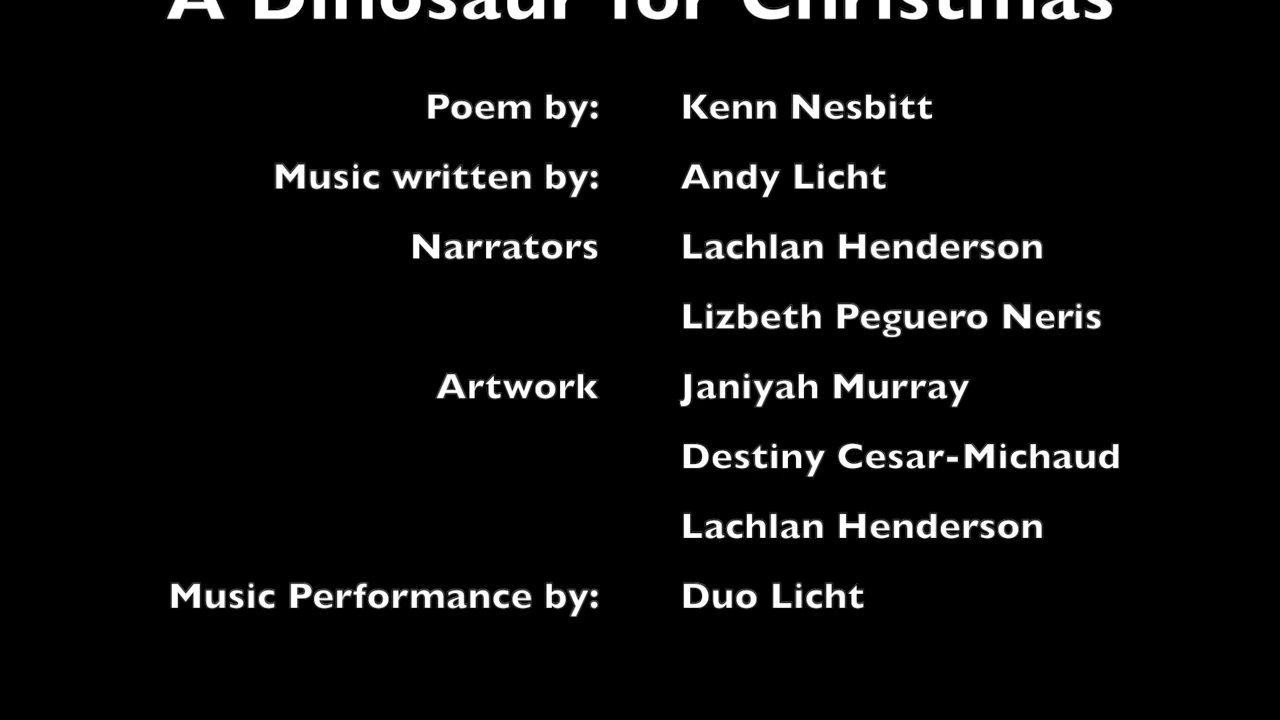 A Dinosaur for Christmas
Poem by: Kenn Nesbitt
Music written by: Andy Licht
Narrators Lachlan Henderson
Lizbeth Peguero Neris
Artwork Janiyah Murray
Destiny Cesar-Michaud
Lachlan Henderson
Music Performance by: Duo Licht